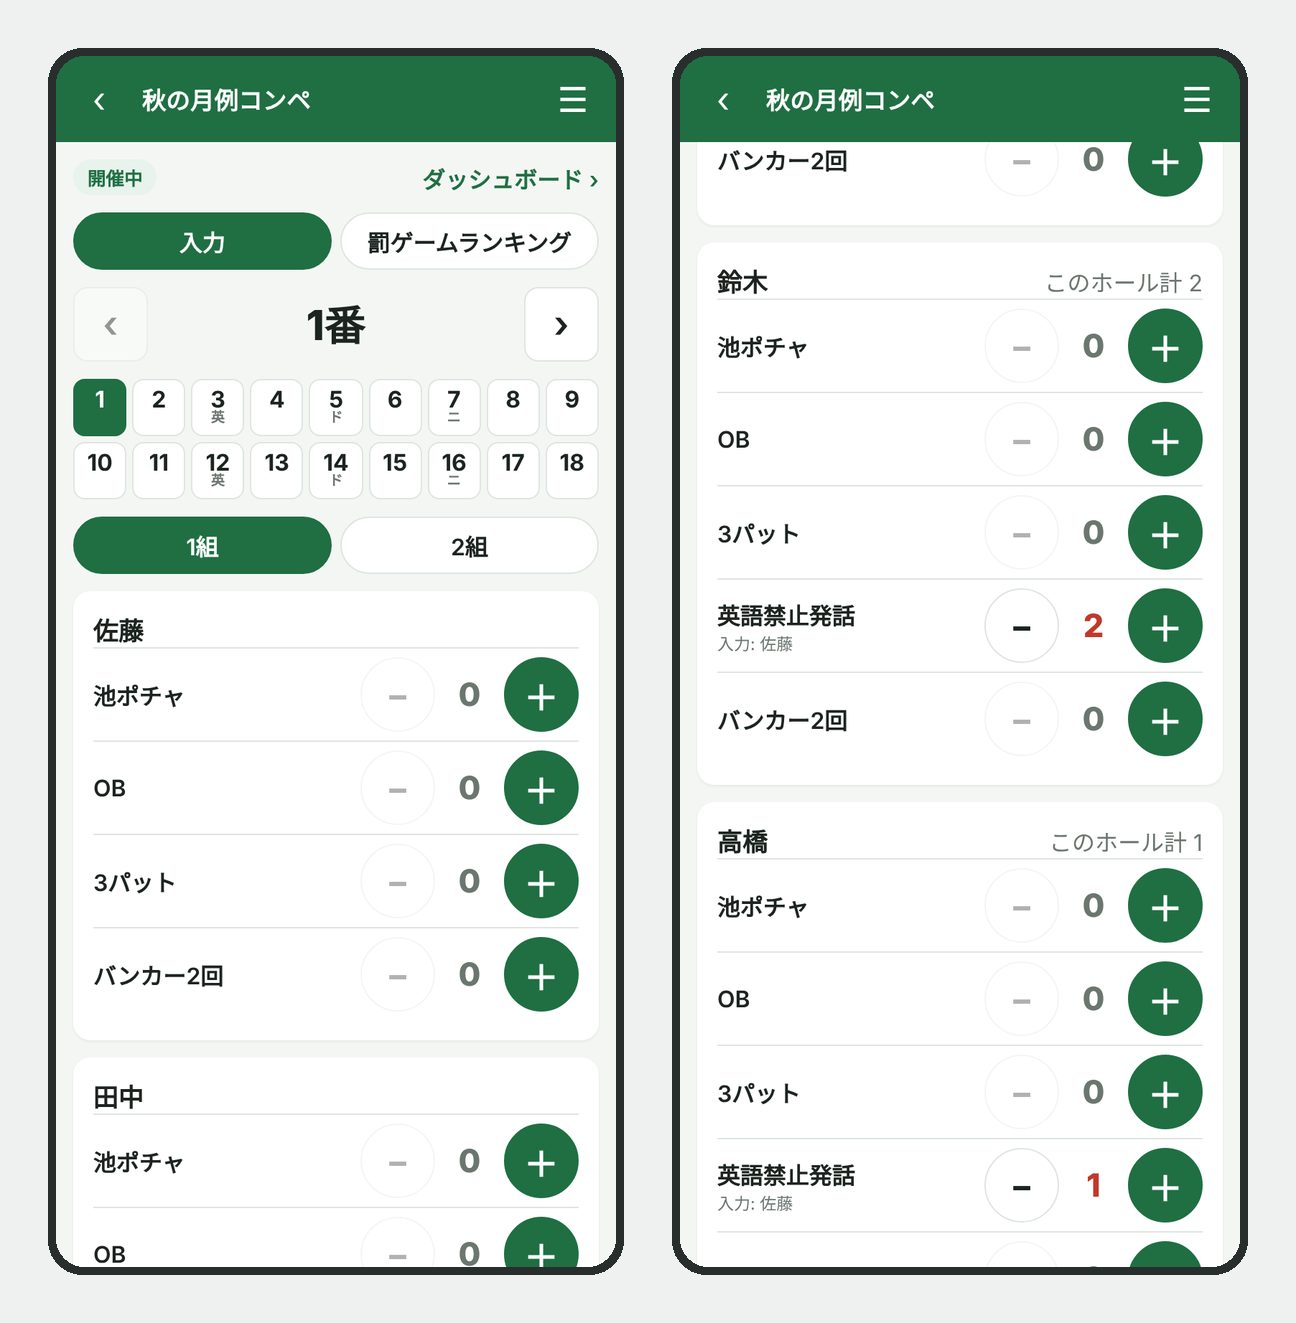 ‹ 秋の月例コンペ ☰
開催中 ダッシュボード ›
入力 罰ゲームランキング
‹ 1番 ›
1 2 3 4 5 6 7 8 9
英 ド ニ
10 11 12 13 14 15 16 17 18
英 ド ニ
1組 2組
佐藤
池ポチャ − 0 +
OB − 0 +
3パット − 0 +
バンカー2回 − 0 +
田中
池ポチャ − 0 +
OB − 0 +
‹ 秋の月例コンペ ☰
バンカー2回 − 0 +
鈴木 このホール計 2
池ポチャ − 0 +
OB − 0 +
3パット − 0 +
英語禁止発話 − 2 +
入力: 佐藤
バンカー2回 − 0 +
高橋 このホール計 1
池ポチャ − 0 +
OB − 0 +
3パット − 0 +
英語禁止発話 − 1 +
入力: 佐藤